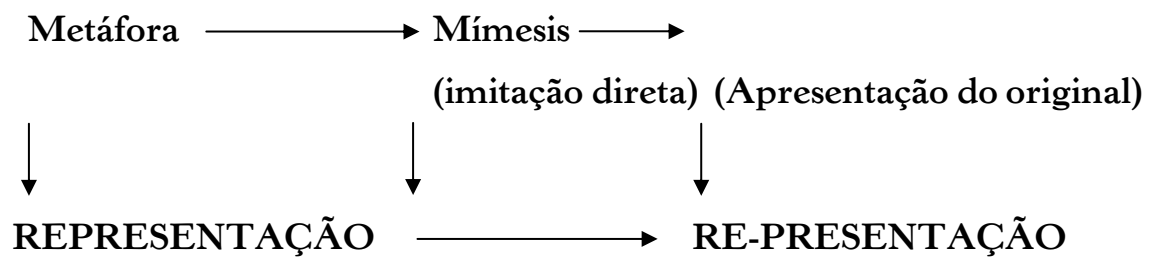 Metáfora Mímesis
(imitação direta) (Apresentação do original)
REPRESENTAÇÃO RE-PRESENTAÇÃO